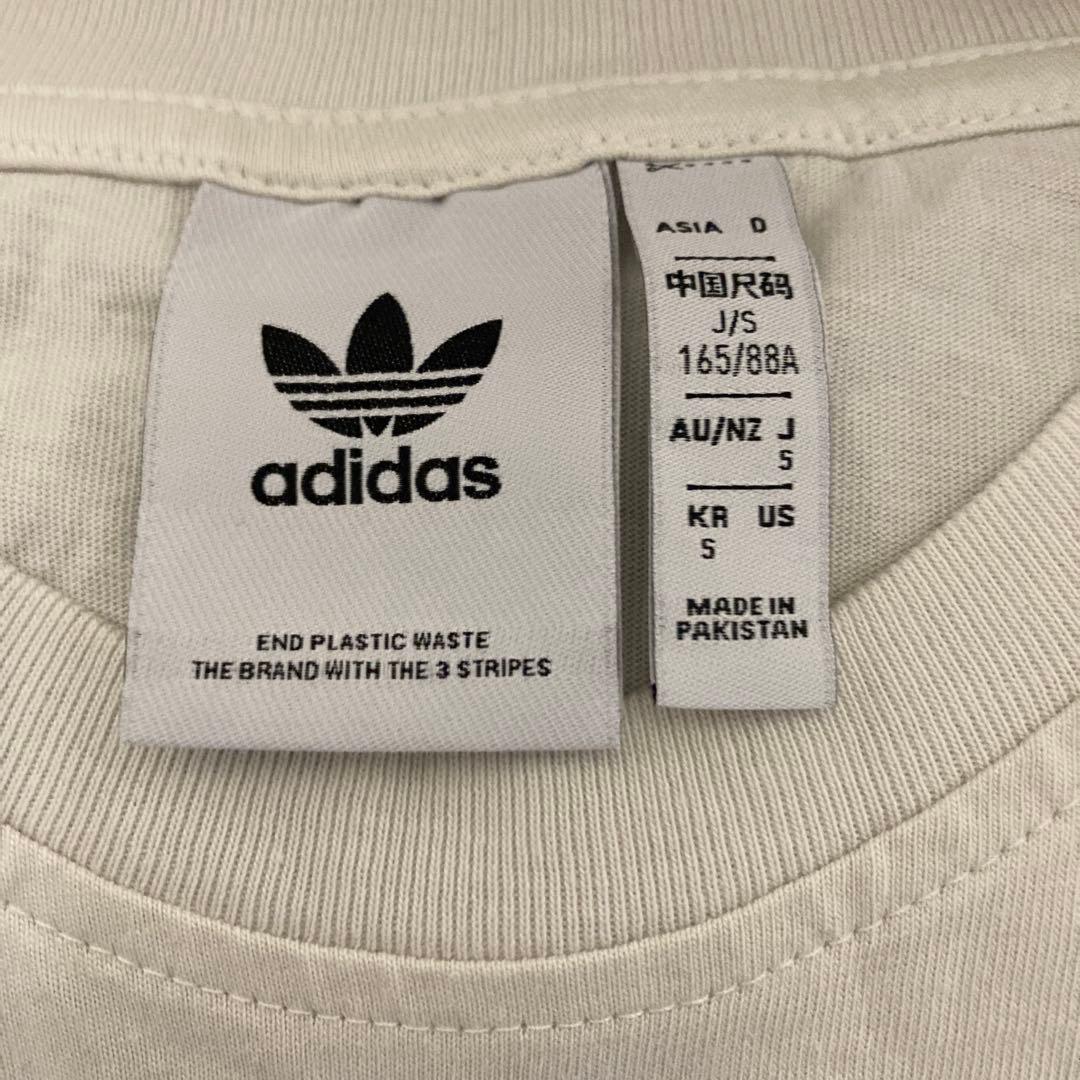 adidas
END PLASTIC WASTE
THE BRAND WITH THE 3 STRIPES
ASIA D
中国尺码
J/S
165/88A
AU/NZ J
S
KR US
S
MADE IN
PAKISTAN